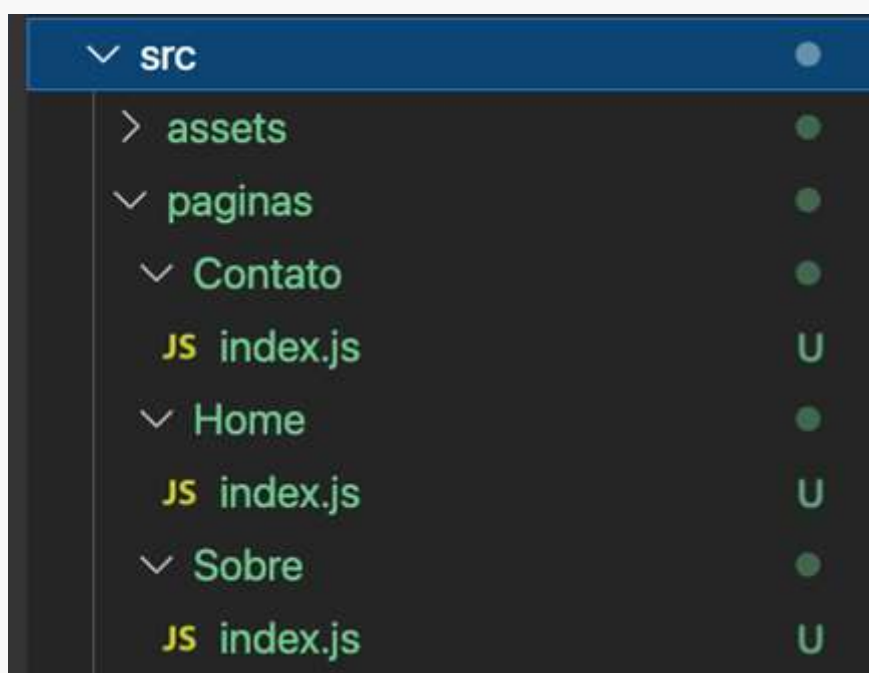 src
assets
paginas
Contato
JS index.js U
Home
JS index.js U
Sobre
JS index.js U